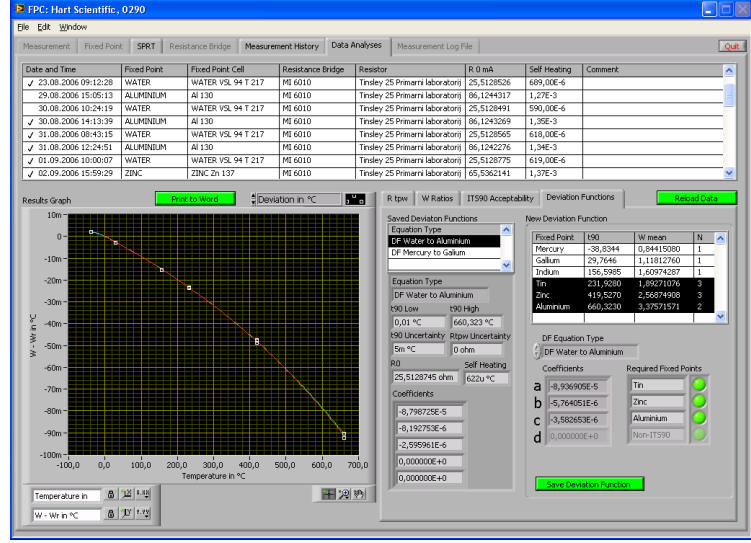 FPC: Hart Scientific, 0290
File Edit Window
Measurement Fixed Point SPRT Resistance Bridge Measurement History Data Analyses Measurement Log File Quit
Date and Time Fixed Point Fixed Point Cell Resistance Bridge Resistor R 0 mA Self Heating Comment
✓ 23.08.2006 09:12:28 WATER WATER VSL 94 T 217 MI 6010 Tinsley 25 Primarni laboratorij 25,5128526 689,00E-6
29.08.2006 15:05:13 ALUMINIUM Al 130 MI 6010 Tinsley 25 Primarni laboratorij 86,1244317 1,27E-3
30.08.2006 10:24:19 WATER WATER VSL 94 T 217 MI 6010 Tinsley 25 Primarni laboratorij 25,5128491 590,00E-6
✓ 30.08.2006 14:13:39 ALUMINIUM Al 130 MI 6010 Tinsley 25 Primarni laboratorij 86,1243269 1,35E-3
✓ 31.08.2006 08:43:15 WATER WATER VSL 94 T 217 MI 6010 Tinsley 25 Primarni laboratorij 25,5128565 618,00E-6
✓ 31.08.2006 12:24:51 ALUMINIUM Al 130 MI 6010 Tinsley 25 Primarni laboratorij 86,1242276 1,34E-3
✓ 01.09.2006 10:00:07 WATER WATER VSL 94 T 217 MI 6010 Tinsley 25 Primarni laboratorij 25,5128775 619,00E-6
✓ 02.09.2006 15:59:29 ZINC ZINC Zn 137 MI 6010 Tinsley 25 Primarni laboratorij 65,5362141 1,37E-3
Results Graph Print to Word Deviation in °C
10m
0
-10m
-20m
-30m
-40m
-50m
-60m
-70m
-80m
-90m
-100m
W - Wr in °C
-100,0 0,0 100,0 200,0 300,0 400,0 500,0 600,0 700,0
Temperature in °C
Temperature in
W - Wr in °C
R tpw W Ratios ITS90 Acceptability Deviation Functions Reload Data
Saved Deviaton Functions
Equation Type
DF Water to Aluminium
DF Mercury to Galium
Equation Type
DF Water to Aluminium
t90 Low t90 High
0,01 °C 660,323 °C
t90 Uncertainty Rtpw Uncertainty
5m °C 0 ohm
R0 Self Heating
25,5128745 ohm 622u °C
Coefficients
-8,798725E-5
-8,192753E-6
-2,595961E-6
0,000000E+0
0,000000E+0
New Deviation Function
Fixed Point t90 W mean N
Mercury -38,8344 0,84415080 1
Gallium 29,7646 1,11812760 1
Indium 156,5985 1,60974287 1
Tin 231,9280 1,89271076 3
Zinc 419,5270 2,56874908 3
Aluminium 660,3230 3,37571571 2
DF Equation Type
DF Water to Aluminium
Coefficients Required Fixed Points
a -8,936905E-5 Tin
b -5,764051E-6 Zinc
c -3,582653E-6 Aluminium
d 0,000000E+0 Non-ITS90
Save Deviation Function